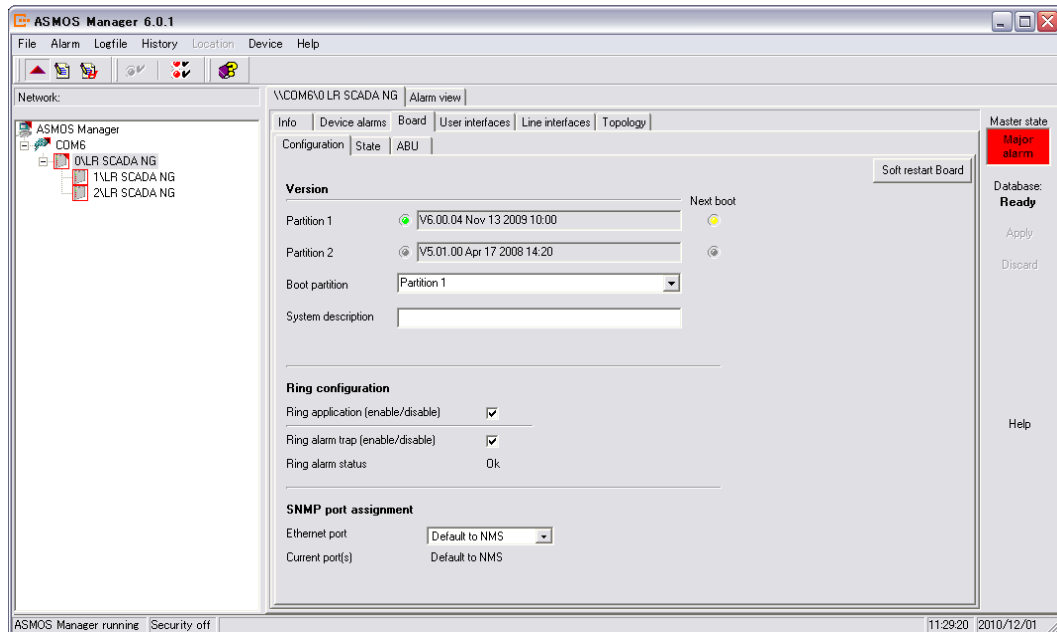 ASMOS Manager 6.0.1
File Alarm Logfile History Location Device Help
Network:
ASMOS Manager
COM6
0\LR SCADA NG
1\LR SCADA NG
2\LR SCADA NG
\\COM6\0 LR SCADA NG Alarm view
Info Device alarms Board User interfaces Line interfaces Topology
Configuration State ABU
Soft restart Board
Version
Next boot
Partition 1 V6.00.04 Nov 13 2009 10:00
Partition 2 V5.01.00 Apr 17 2008 14:20
Boot partition Partition 1
System description
Ring configuration
Ring application (enable/disable)
Ring alarm trap (enable/disable)
Ring alarm status Ok
SNMP port assignment
Ethernet port Default to NMS
Current port(s) Default to NMS
Master state
Major
alarm
Database:
Ready
Apply
Discard
Help
ASMOS Manager running Security off 11:29:20 2010/12/01